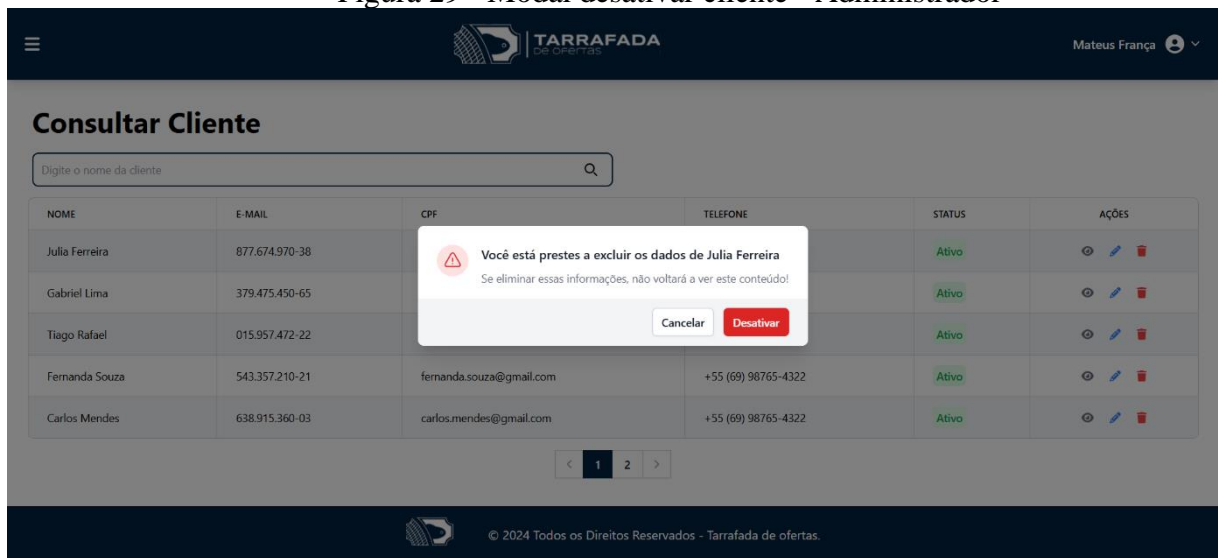 Figura 29 - Modal desativar cliente - Administrador
TARRAFADA
DE OFERTAS
Mateus França
Consultar Cliente
Digite o nome da cliente
NOME E-MAIL CPF TELEFONE STATUS AÇÕES
Julia Ferreira 877.674.970-38 Ativo
Gabriel Lima 379.475.450-65 Ativo
Tiago Rafael 015.957.472-22 Ativo
Fernanda Souza 543.357.210-21 fernanda.souza@gmail.com +55 (69) 98765-4322 Ativo
Carlos Mendes 638.915.360-03 carlos.mendes@gmail.com +55 (69) 98765-4322 Ativo
Você está prestes a excluir os dados de Julia Ferreira
Se eliminar essas informações, não voltará a ver este conteúdo!
Cancelar Desativar
< 1 2 >
© 2024 Todos os Direitos Reservados - Tarrafada de ofertas.